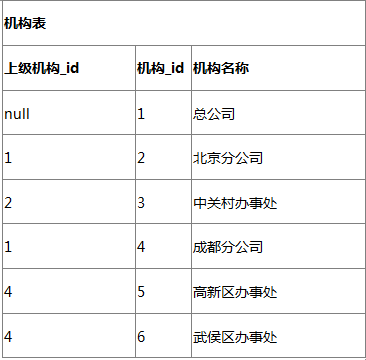 机构表
上级机构_id 机构_id 机构名称
null 1 总公司
1 2 北京分公司
2 3 中关村办事处
1 4 成都分公司
4 5 高新区办事处
4 6 武侯区办事处